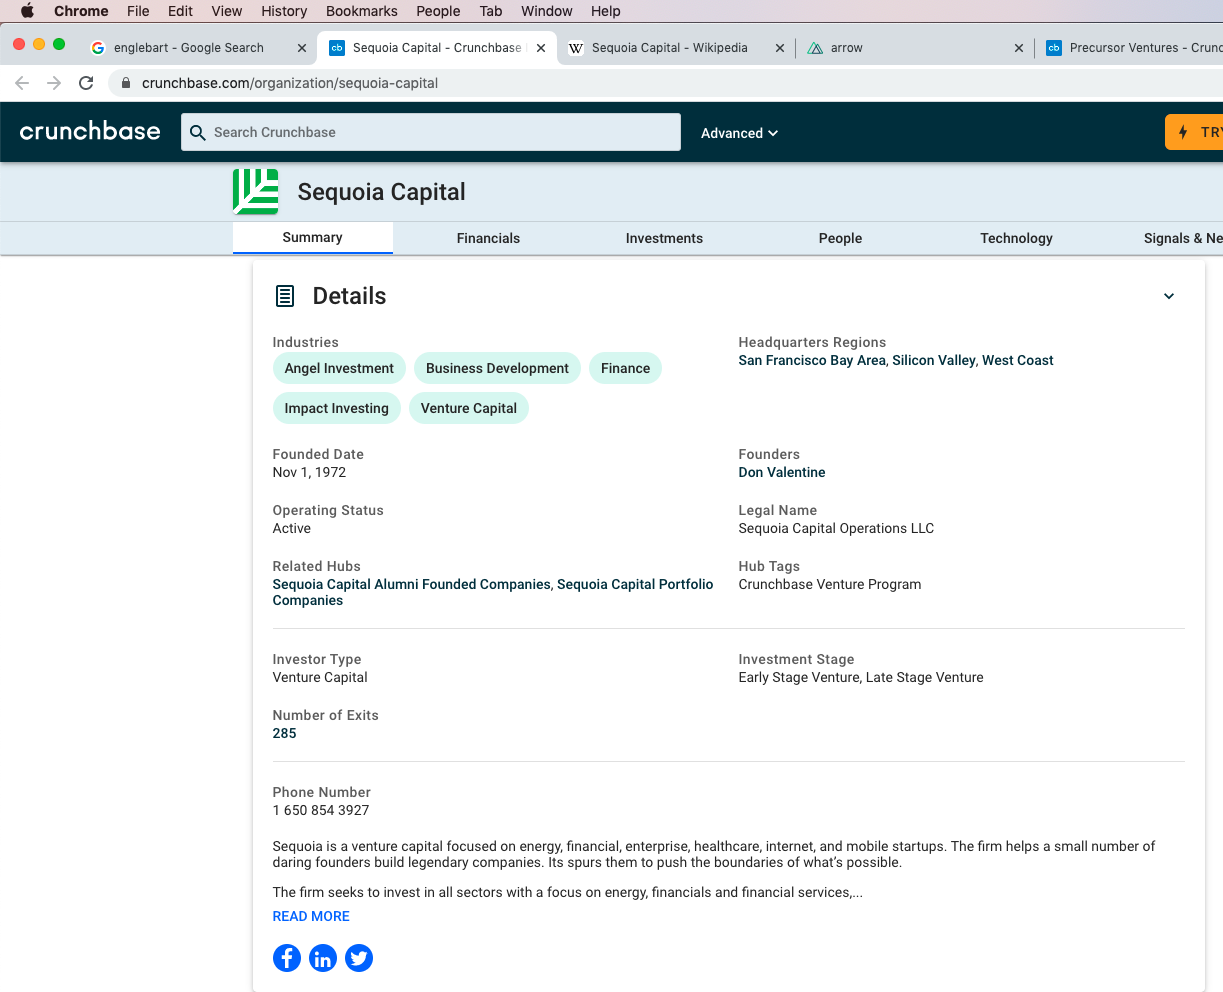 Chrome File Edit View History Bookmarks People Tab Window Help
englebart - Google Search Sequoia Capital - Crunchbase Sequoia Capital - Wikipedia arrow Precursor Ventures - Crunc
crunchbase.com/organization/sequoia-capital
crunchbase Search Crunchbase Advanced TRY
Sequoia Capital
Summary Financials Investments People Technology Signals & Ne
Details
Industries Headquarters Regions
Angel Investment Business Development Finance San Francisco Bay Area, Silicon Valley, West Coast
Impact Investing Venture Capital
Founded Date Founders
Nov 1, 1972 Don Valentine
Operating Status Legal Name
Active Sequoia Capital Operations LLC
Related Hubs Hub Tags
Sequoia Capital Alumni Founded Companies, Sequoia Capital Portfolio Crunchbase Venture Program
Companies
Investor Type Investment Stage
Venture Capital Early Stage Venture, Late Stage Venture
Number of Exits
285
Phone Number
1 650 854 3927
Sequoia is a venture capital focused on energy, financial, enterprise, healthcare, internet, and mobile startups. The firm helps a small number of
daring founders build legendary companies. Its spurs them to push the boundaries of what’s possible.
The firm seeks to invest in all sectors with a focus on energy, financials and financial services,...
READ MORE